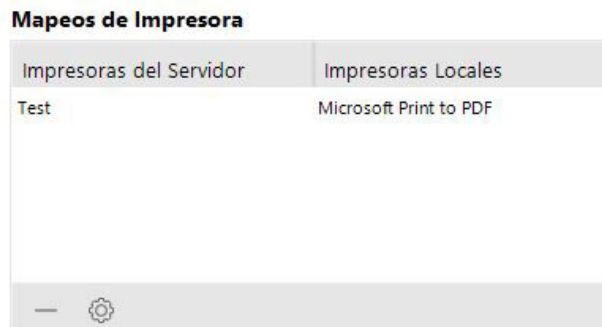 Mapeos de Impresora
Impresoras del Servidor Impresoras Locales
Test Microsoft Print to PDF